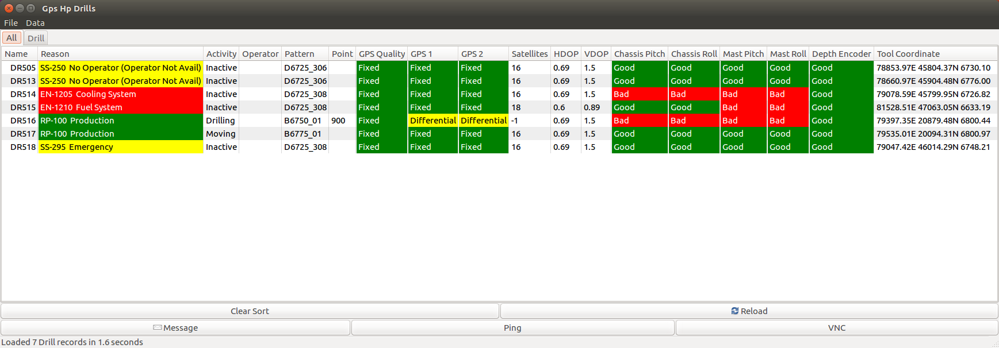 Gps Hp Drills
File Data
All Drill
Name Reason Activity Operator Pattern Point GPS Quality GPS 1 GPS 2 Satellites HDOP VDOP Chassis Pitch Chassis Roll Mast Pitch Mast Roll Depth Encoder Tool Coordinate
DR505 SS-250 No Operator (Operator Not Avail) Inactive D6725_306 Fixed Fixed Fixed 16 0.69 1.5 Good Good Good Good Good 78853.97E 45804.37N 6730.10
DR513 SS-250 No Operator (Operator Not Avail) Inactive D6725_306 Fixed Fixed Fixed 16 0.69 1.5 Good Good Good Good Good 78660.97E 45904.48N 6776.00
DR514 EN-1205 Cooling System Inactive D6725_308 Fixed Fixed Fixed 16 0.69 1.5 Bad Bad Bad Bad Good 79078.59E 45799.95N 6726.82
DR515 EN-1210 Fuel System Inactive D6725_308 Fixed Fixed Fixed 18 0.6 0.89 Good Good Bad Bad Good 81528.51E 47063.05N 6633.19
DR516 RP-100 Production Drilling B6750_01 900 Fixed Differential Differential -1 0.69 1.5 Bad Bad Bad Bad Good 79397.35E 20879.48N 6800.44
DR517 RP-100 Production Moving B6775_01 Fixed Fixed Fixed 16 0.69 1.5 Good Good Good Good Good 79535.01E 20094.31N 6800.97
DR518 SS-295 Emergency Inactive D6725_308 Fixed Fixed Fixed 16 0.69 1.5 Good Good Good Good Good 79047.42E 46014.29N 6748.21
Clear Sort Reload
Message Ping VNC
Loaded 7 Drill records in 1.6 seconds